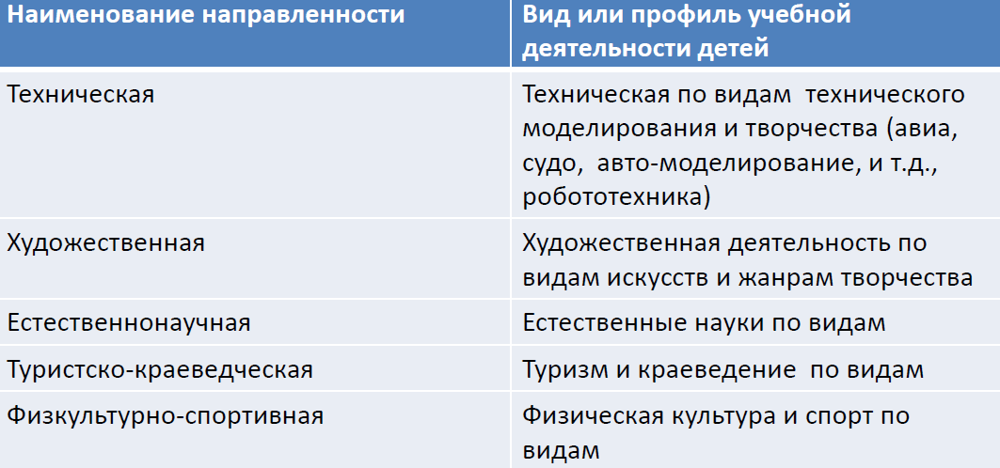 Наименование направленности
Вид или профиль учебной
деятельности детей
Техническая
Техническая по видам  технического
моделирования и творчества (авиа,
судо,  авто-моделирование, и т.д.,
робототехника)
Художественная
Художественная деятельность по
видам искусств и жанрам творчества
Естественнонаучная
Естественные науки по видам
Туристско-краеведческая
Туризм и краеведение  по видам
Физкультурно-спортивная
Физическая культура и спорт по
видам